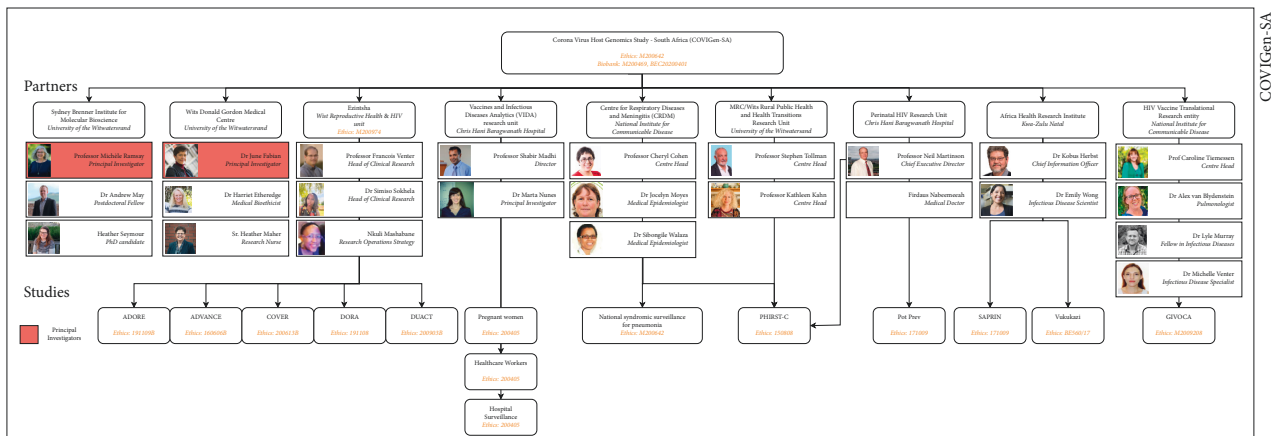 COVIGen-SA
Corona Virus Host Genomics Study - South Africa (COVIGen-SA)
Ethics: M200642
Biobank: M200469, BEC20200401
Partners
Sydney Brenner Institute for
Molecular Bioscience
University of the Witwatersrand
Professor Michèle Ramsay
Principal Investigator
Dr Andrew May
Postdoctoral Fellow
Heather Seymour
PhD candidate
Wits Donald Gordon Medical
Centre
University of the Witwatersrand
Dr June Fabian
Principal Investigator
Dr Harriet Etheredge
Medical Bioethicist
Sr. Heather Maher
Research Nurse
Ezintsha
Wist Reproductive Health & HIV
unit
Ethics: M200974
Professor Francois Venter
Head of Clinical Research
Dr Simiso Sokhela
Head of Clinical Research
Nkuli Mashabane
Research Operations Strategy
Vaccines and Infectious
Diseases Analytics (VIDA)
research unit
Chris Hani Baragwanath Hospital
Professor Shabir Madhi
Director
Dr Marta Nunes
Principal Investigator
Centre for Respiratory Diseases
and Meningitis (CRDM)
National Institute for
Communicable Disease
Professor Cheryl Cohen
Centre Head
Dr Jocelyn Moyes
Medical Epidemiologist
Dr Sibongile Walaza
Medical Epidemiologist
MRC/Wits Rural Public Health
and Health Transitions
Research Unit
University of the Witwatersand
Professor Stephen Tollman
Centre Head
Professor Kathleen Kahn
Centre Head
Perinatal HIV Research Unit
Chris Hani Baragwanath Hospital
Professor Neil Martinson
Chief Executive Director
Firdaus Nabeemeeah
Medical Doctor
Africa Health Research Institute
Kwa-Zulu Natal
Dr Kobus Herbst
Chief Information Officer
Dr Emily Wong
Infectious Disease Scientist
HIV Vaccine Translational
Research entity
National Institute for
Communicable Disease
Prof Caroline Tiemessen
Centre Head
Dr Alex van Blydenstein
Pulmonologist
Dr Lyle Murray
Fellow in Infectious Diseases
Dr Michelle Venter
Infectious Disease Specialist
Studies
Principal
Investigators
ADORE
Ethics: 191109B
ADVANCE
Ethics: 160606B
COVER
Ethics: 200615B
DORA
Ethics: 191108
DUACT
Ethics: 200805B
Pregnant women
Ethics: 200405
Healthcare Workers
Ethics: 200405
Hospital
Surveillance
Ethics: 200405
National syndromic surveillance
for pneumonia
Ethics: M200642
PHIRST-C
Ethics: 150808
Pot Prev
Ethics: 171009
SAPRIN
Ethics: 171009
Vukuzazi
Ethics: BE560/17
GIVOCA
Ethics: M2009208